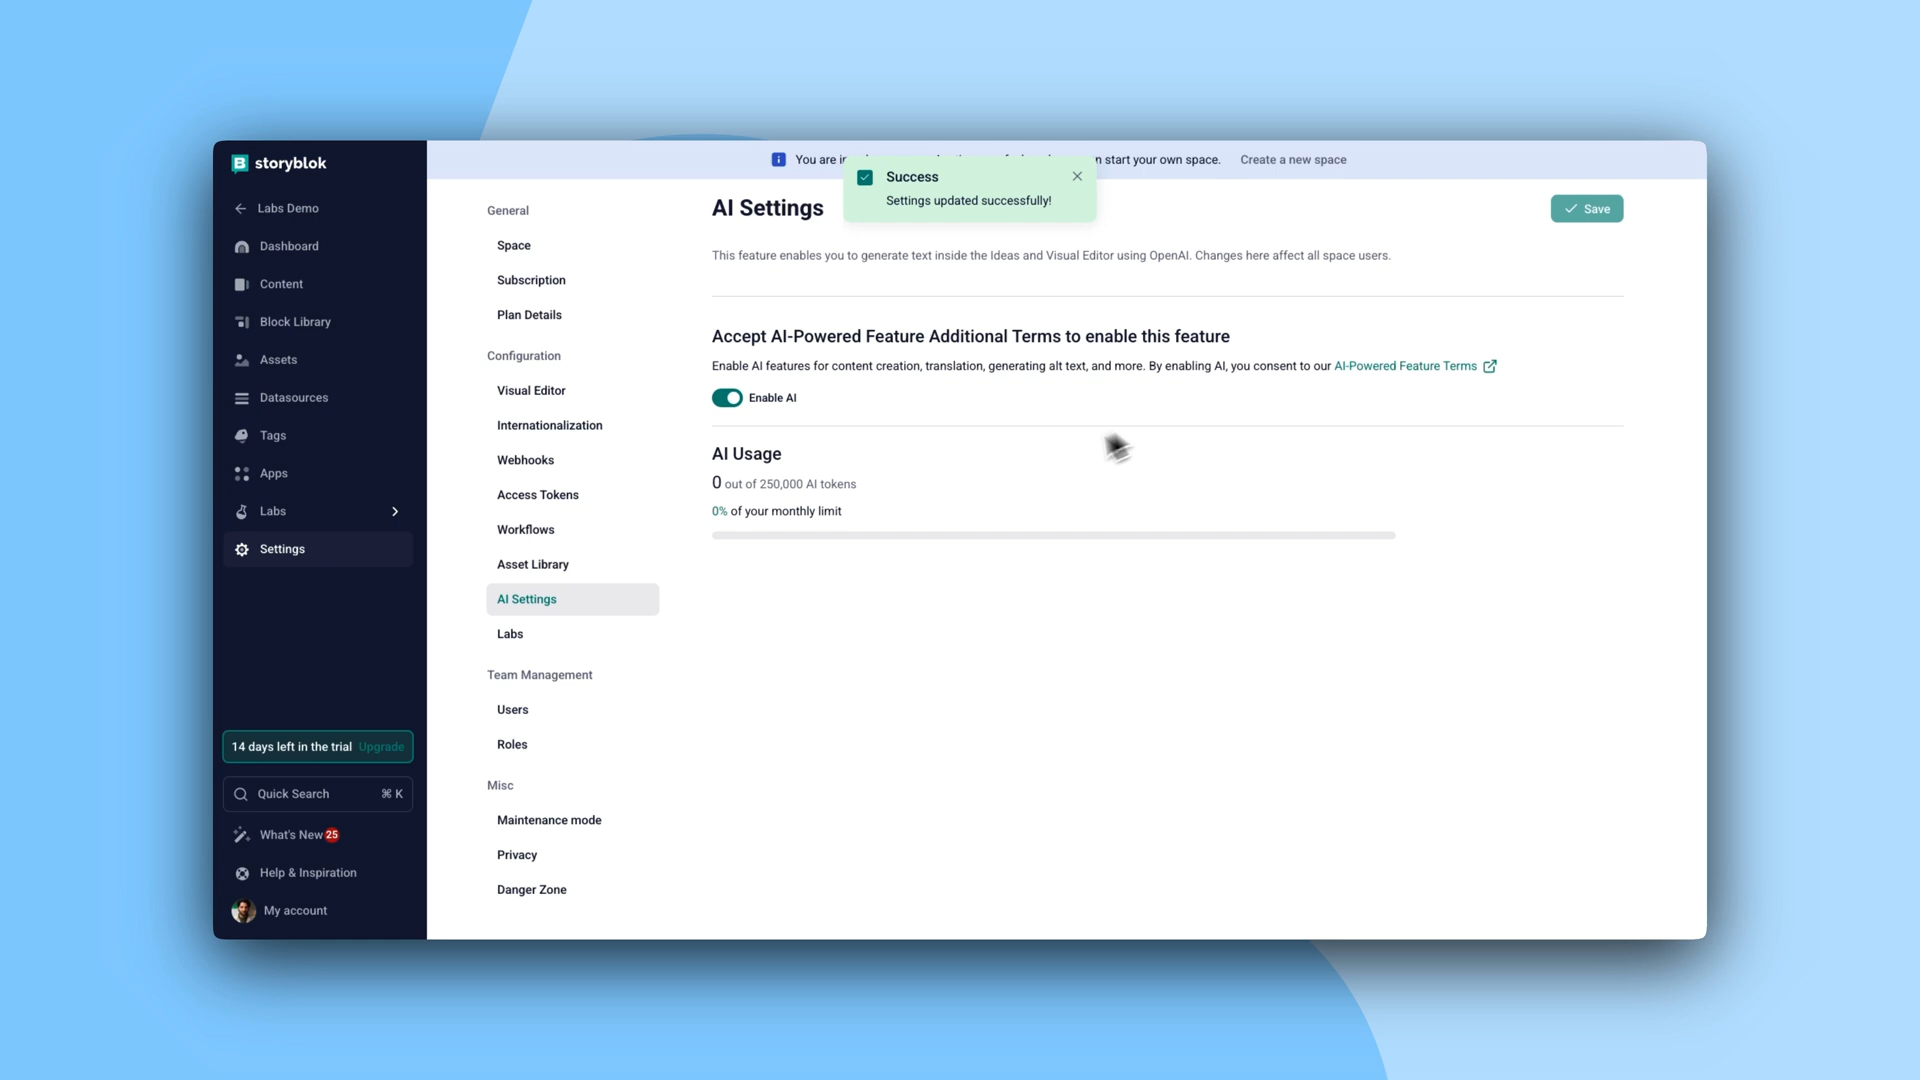 storyblok
Labs Demo
Dashboard
Content
Block Library
Assets
Datasources
Tags
Apps
Labs
Settings
14 days left in the trial Upgrade
Quick Search ⌘ K
What's New 25
Help & Inspiration
My account
General
Space
Subscription
Plan Details
Configuration
Visual Editor
Internationalization
Webhooks
Access Tokens
Workflows
Asset Library
AI Settings
Labs
Team Management
Users
Roles
Misc
Maintenance mode
Privacy
Danger Zone
You are start your own space. Create a new space
Success
Settings updated successfully!
AI Settings
Save
This feature enables you to generate text inside the Ideas and Visual Editor using OpenAI. Changes here affect all space users.
Accept AI-Powered Feature Additional Terms to enable this feature
Enable AI features for content creation, translation, generating alt text, and more. By enabling AI, you consent to our AI-Powered Feature Terms
Enable AI
AI Usage
0 out of 250,000 AI tokens
0% of your monthly limit